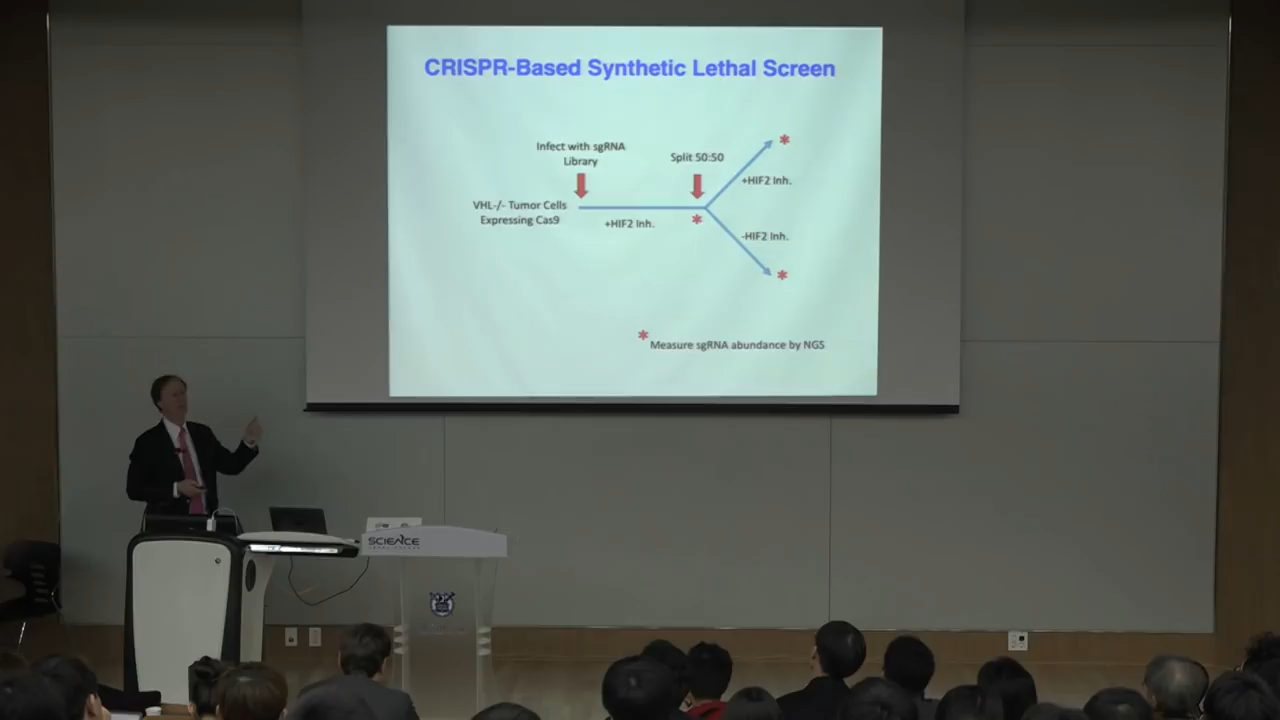 CRISPR-Based Synthetic Lethal Screen
Infect with sgRNA
Library
Split 50:50
*
+HIF2 Inh.
VHL-/- Tumor Cells
Expressing Cas9
*
+HIF2 Inh.
-HIF2 Inh.
*
* Measure sgRNA abundance by NGS
SCIENCE